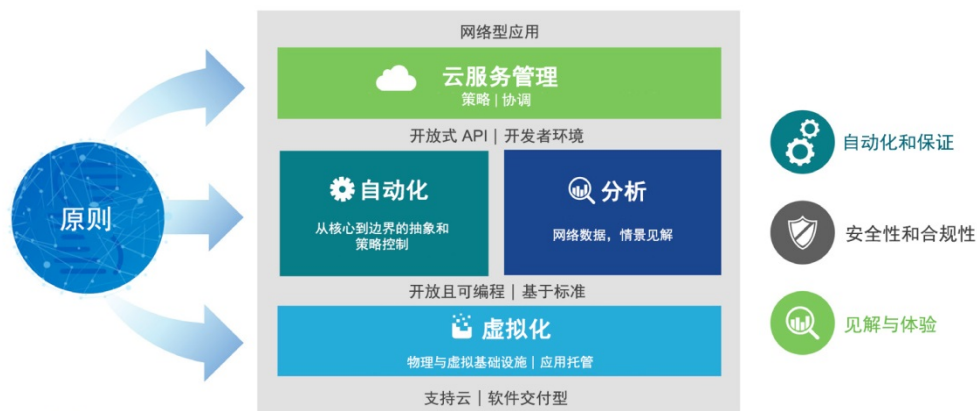 网络型应用
云服务管理
策略 | 协调
开放式 API | 开发者环境
原则
自动化
从核心到边界的抽象和
策略控制
分析
网络数据，情景见解
开放且可编程 | 基于标准
虚拟化
物理与虚拟基础设施 | 应用托管
支持云 | 软件交付型
自动化和保证
安全性和合规性
见解与体验